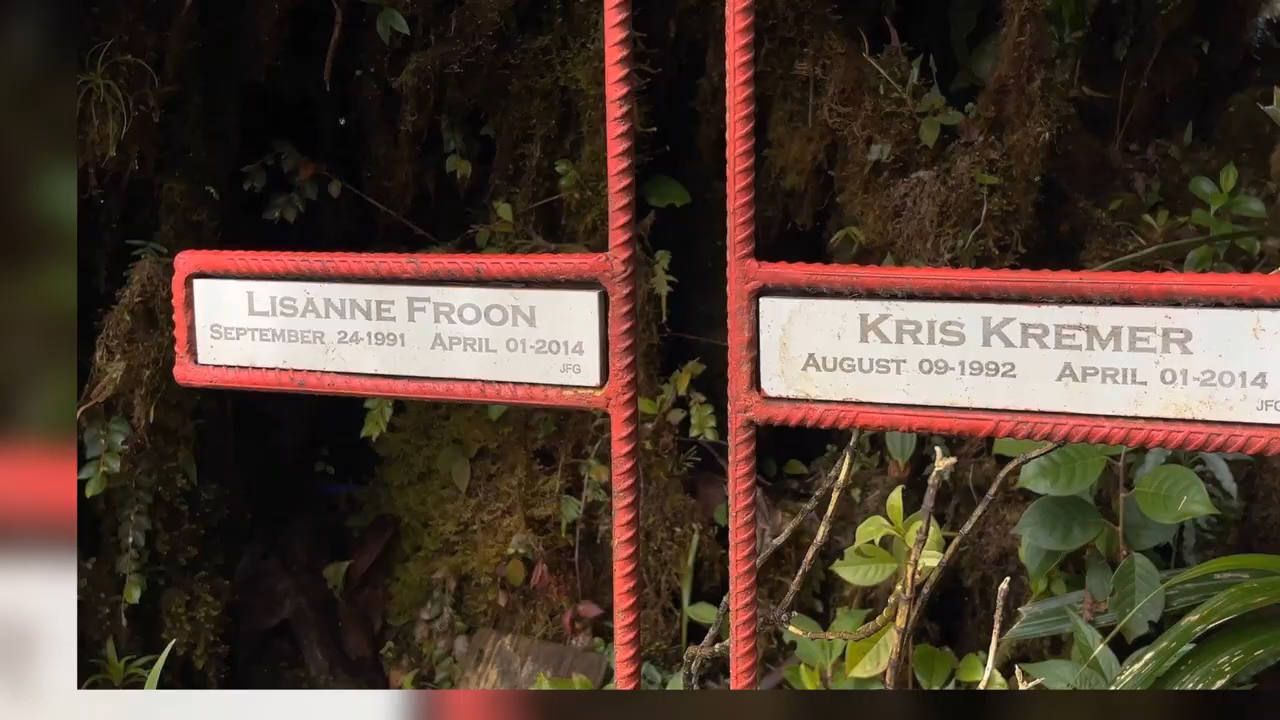 LISANNE FROON
SEPTEMBER 24-1991 APRIL 01-2014
JFG
KRIS KREMER
AUGUST 09-1992 APRIL 01-2014
JFG